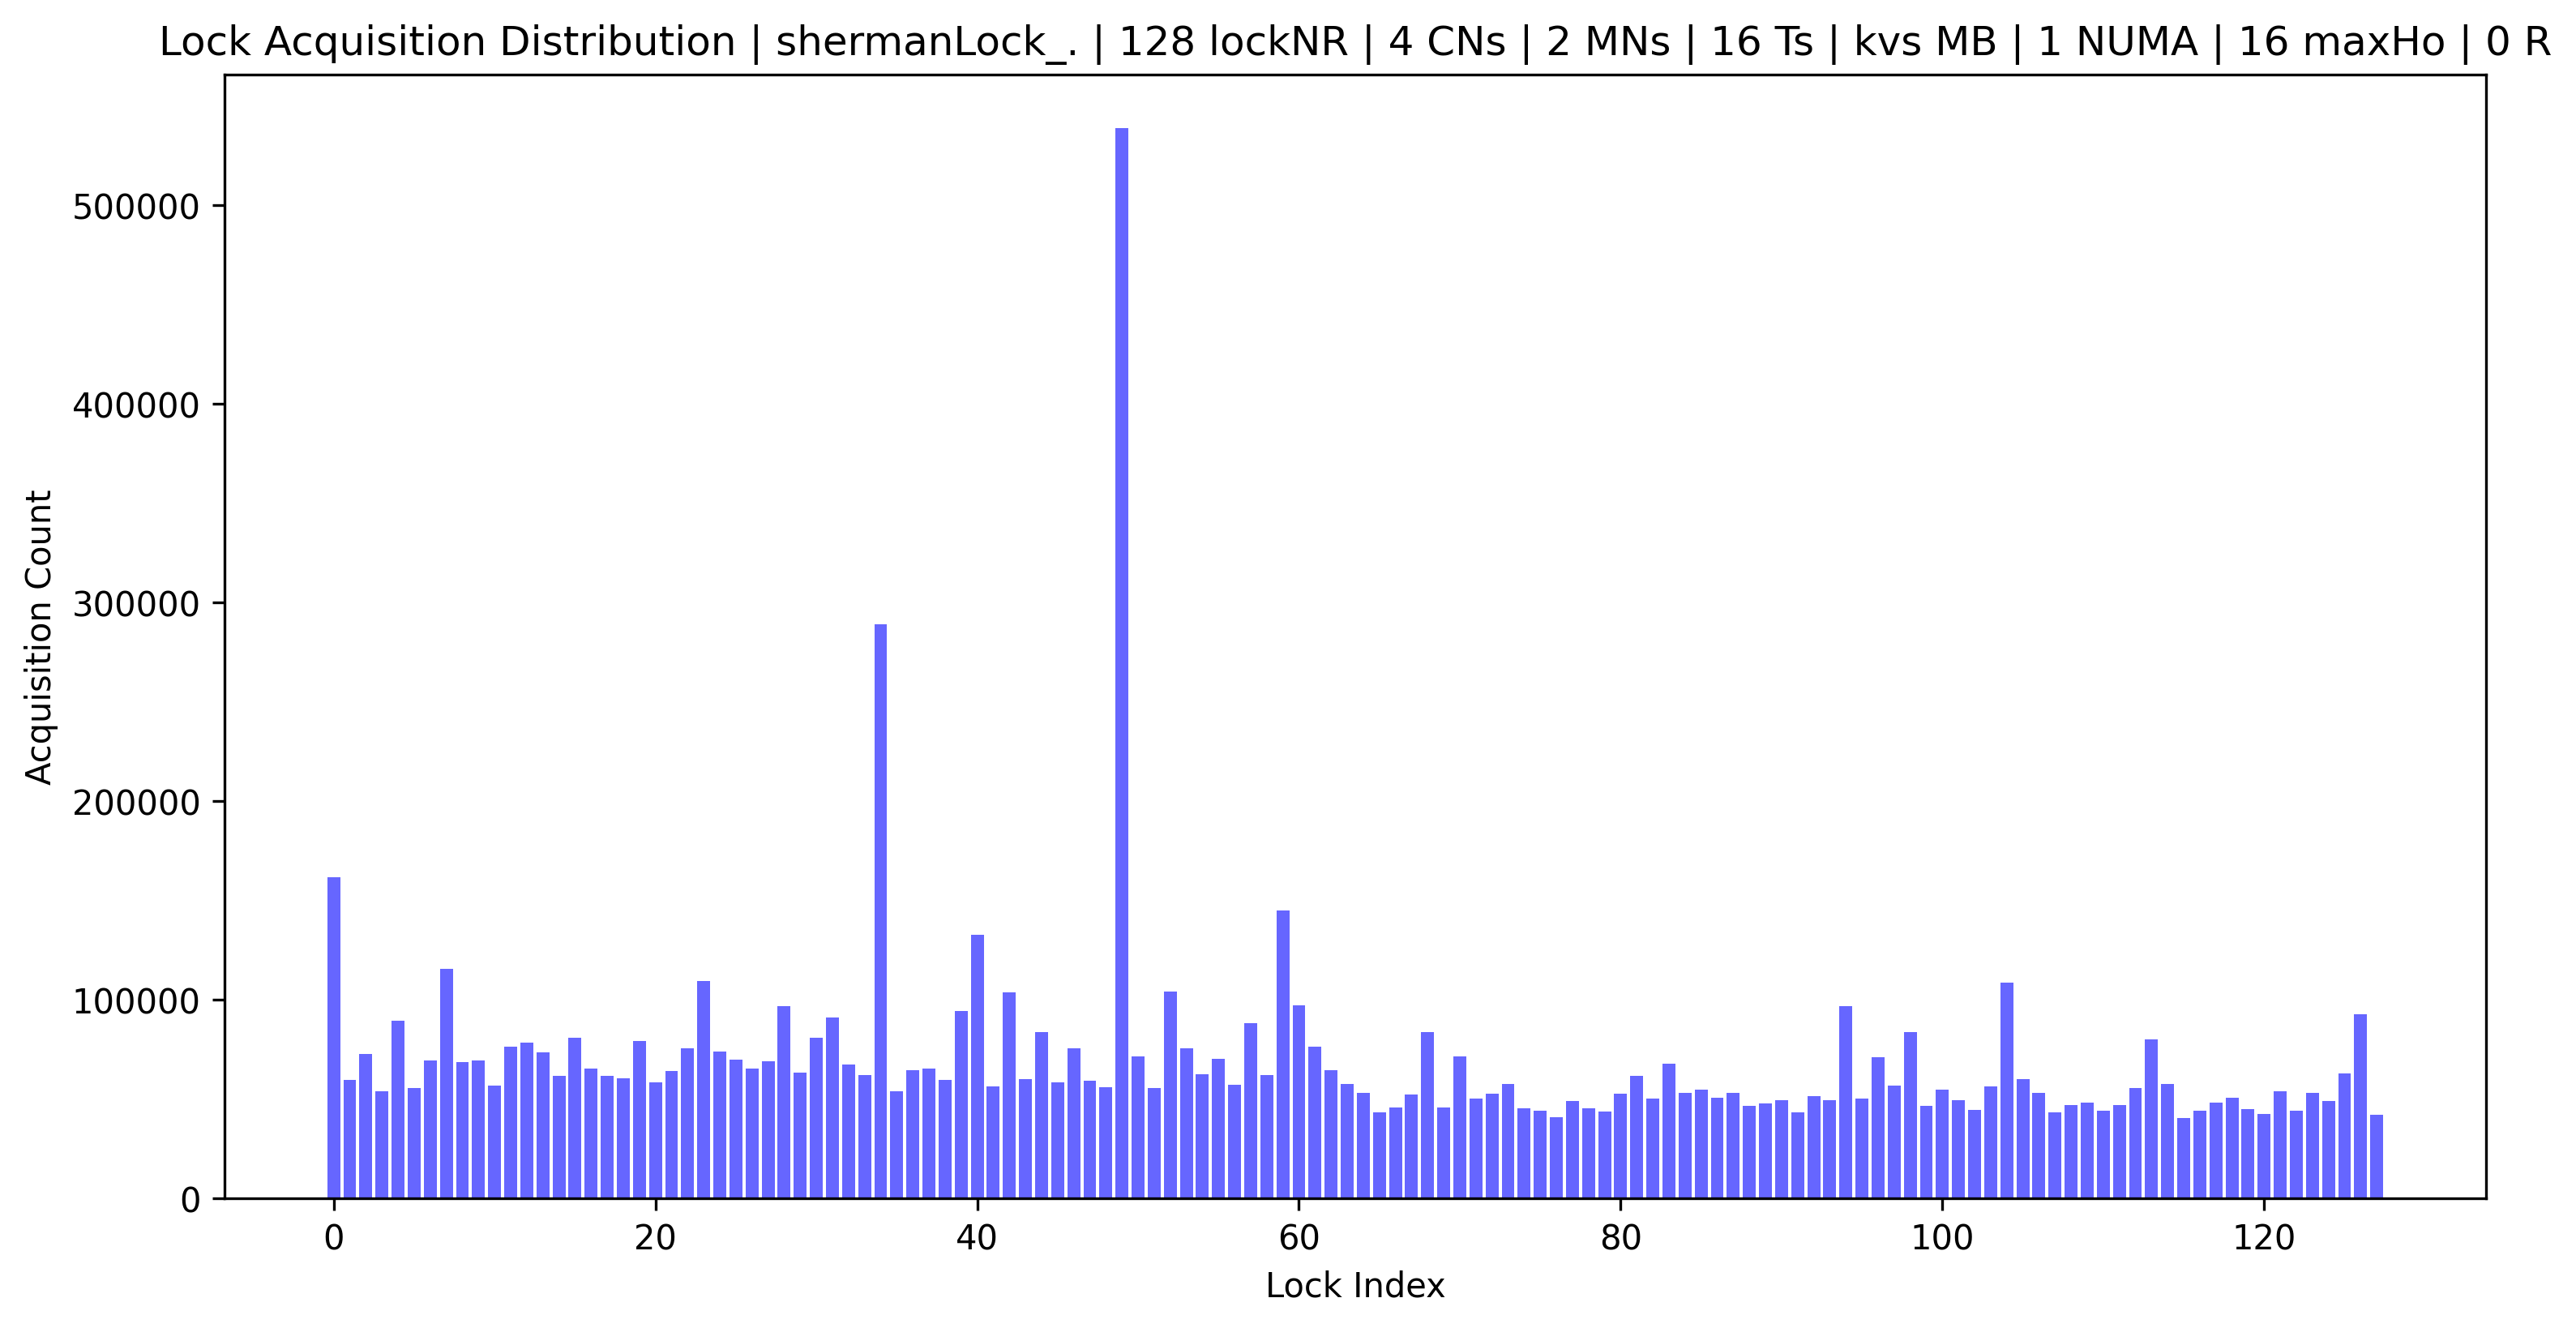 Lock Acquisition Distribution | shermanLock_. | 128 lockNR | 4 CNs | 2 MNs | 16 Ts | kvs MB | 1 NUMA | 16 maxHo | 0 R
500000
400000
300000
200000
100000
0
Acquisition Count
0 20 40 60 80 100 120
Lock Index